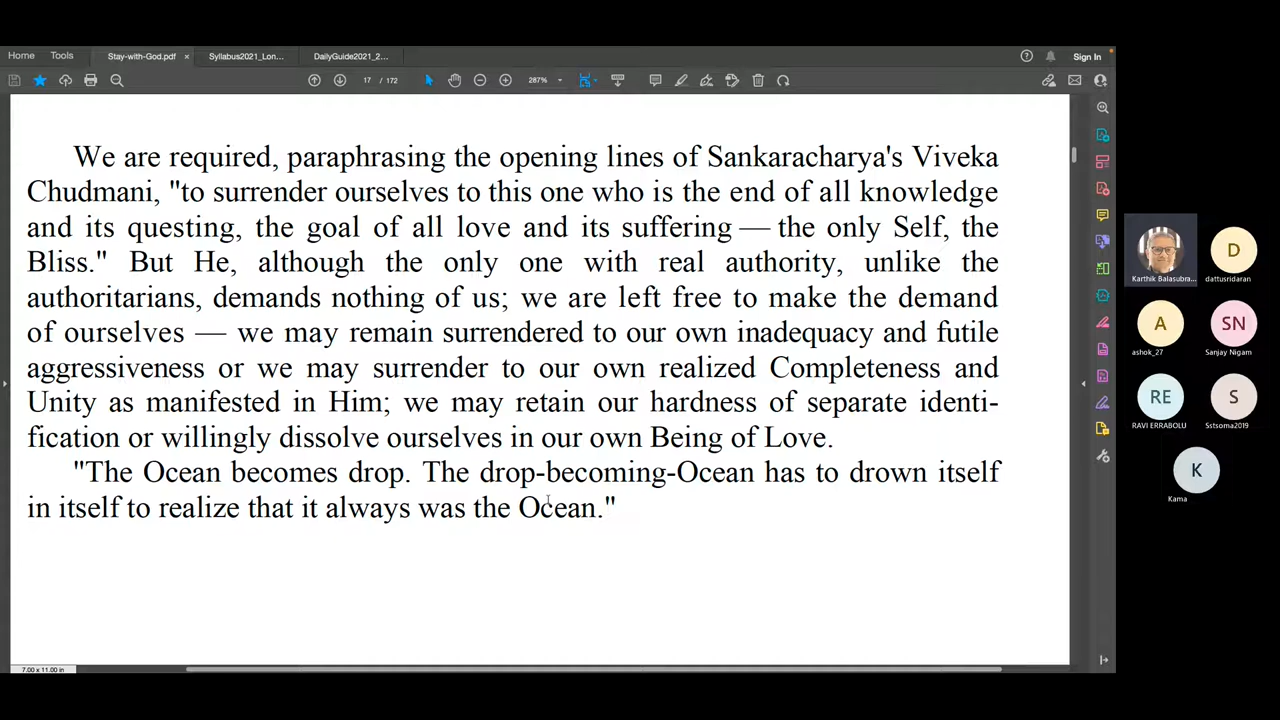 Home Tools Stay-with-God.pdf × Syllabus2021_Lon... DailyGuide2021_2... Sign In
17 / 172 287%
We are required, paraphrasing the opening lines of Sankaracharya's Viveka
Chudmani, "to surrender ourselves to this one who is the end of all knowledge
and its questing, the goal of all love and its suffering — the only Self, the
Bliss." But He, although the only one with real authority, unlike the
authoritarians, demands nothing of us; we are left free to make the demand
of ourselves — we may remain surrendered to our own inadequacy and futile
aggressiveness or we may surrender to our own realized Completeness and
Unity as manifested in Him; we may retain our hardness of separate identi-
fication or willingly dissolve ourselves in our own Being of Love.
"The Ocean becomes drop. The drop-becoming-Ocean has to drown itself
in itself to realize that it always was the Ocean."
7.00 x 11.00 in
Karthik Balasubra...
D
dattusridaran
A
ashok_27
SN
Sanjay Nigam
RE
RAVI ERRABOLU
S
Sstsoma2019
K
Kama